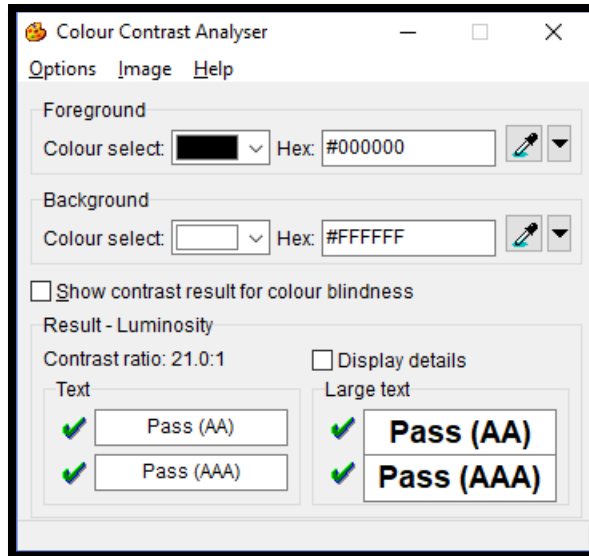 Colour Contrast Analyser
Options Image Help
Foreground
Colour select: Hex: #000000
Background
Colour select: Hex: #FFFFFF
Show contrast result for colour blindness
Result - Luminosity
Contrast ratio: 21.0:1 Display details
Text Large text
Pass (AA) Pass (AA)
Pass (AAA) Pass (AAA)